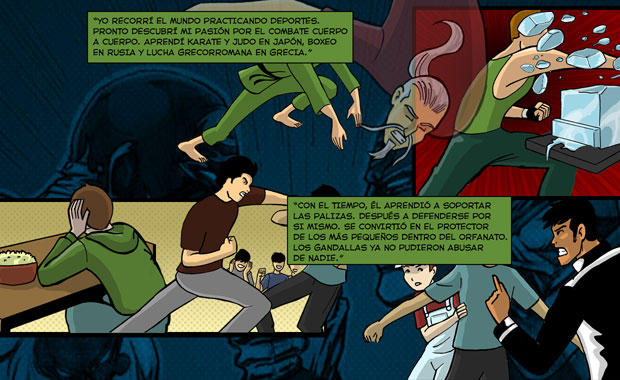 "YO RECORRÍ EL MUNDO PRACTICANDO DEPORTES.
PRONTO DESCUBRÍ MI PASIÓN POR EL COMBATE CUERPO
A CUERPO. APRENDÍ KARATE Y JUDO EN JAPÓN, BOXEO
EN RUSIA Y LUCHA GRECORROMANA EN GRECIA."
"CON EL TIEMPO, ÉL APRENDIÓ A SOPORTAR
LAS PALIZAS. DESPUÉS A DEFENDERSE POR
SI MISMO. SE CONVIRTIÓ EN EL PROTECTOR
DE LOS MÁS PEQUEÑOS DENTRO DEL ORFANATO.
LOS GANDALLAS YA NO PUDIERON ABUSAR
DE NADIE."